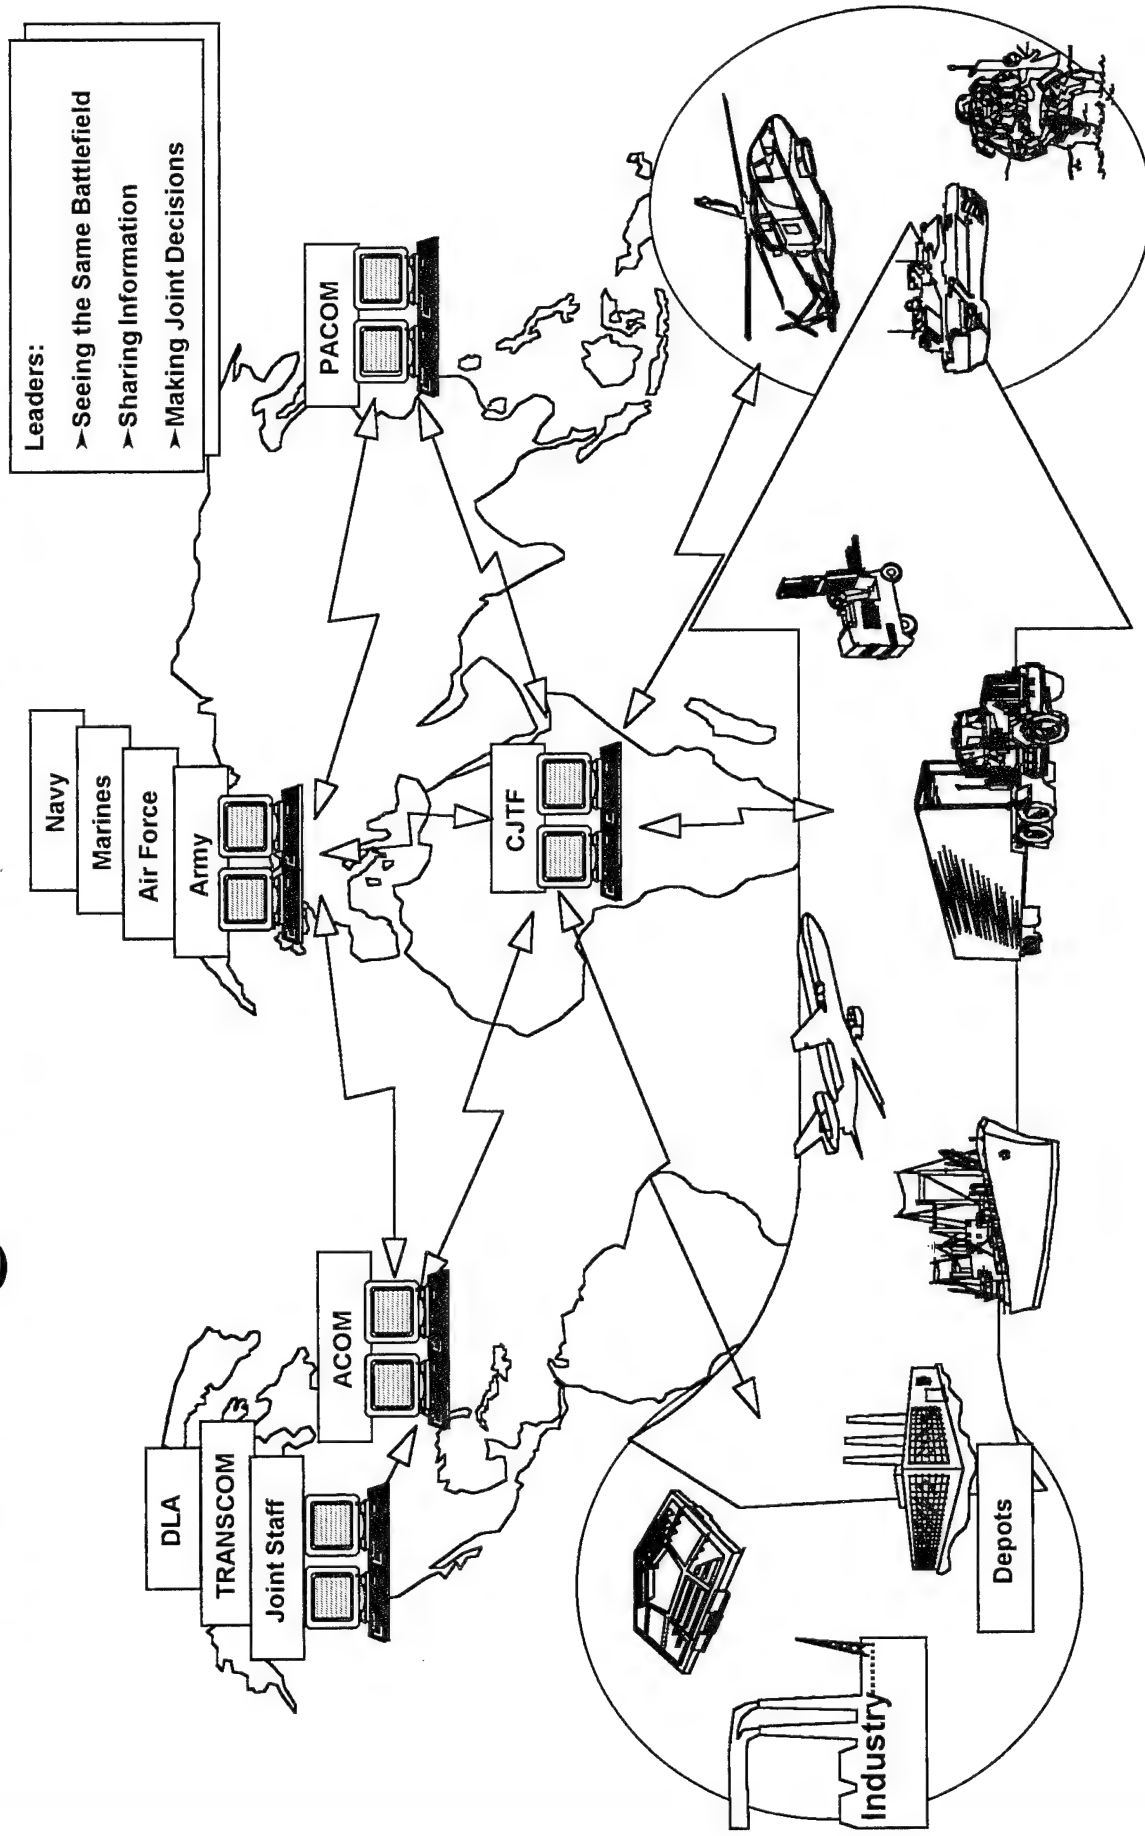 Leaders:
➢Seeing the Same Battlefield
➢Sharing Information
➢Making Joint Decisions
Navy
Marines
Air Force
Army
DLA
TRANSCOM
Joint Staff
ACOM
PACOM
CJTF
Industry
Depots